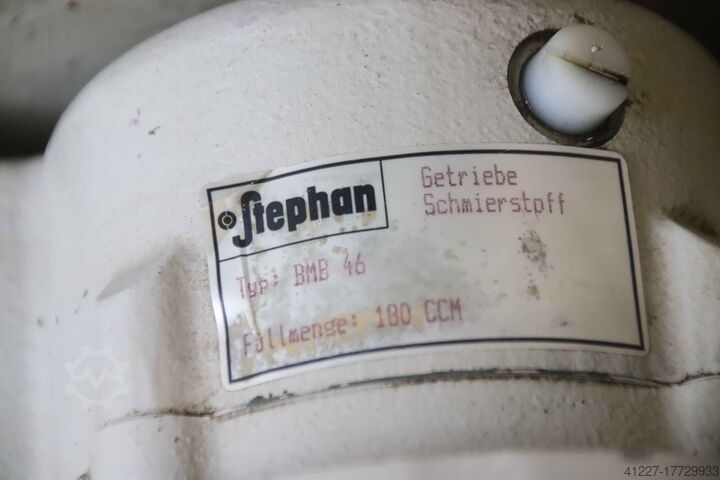 Stephan
Getriebe
Schmierstoff
Typ: BMB 46
Füllmenge: 180 CCM
41227-17729933